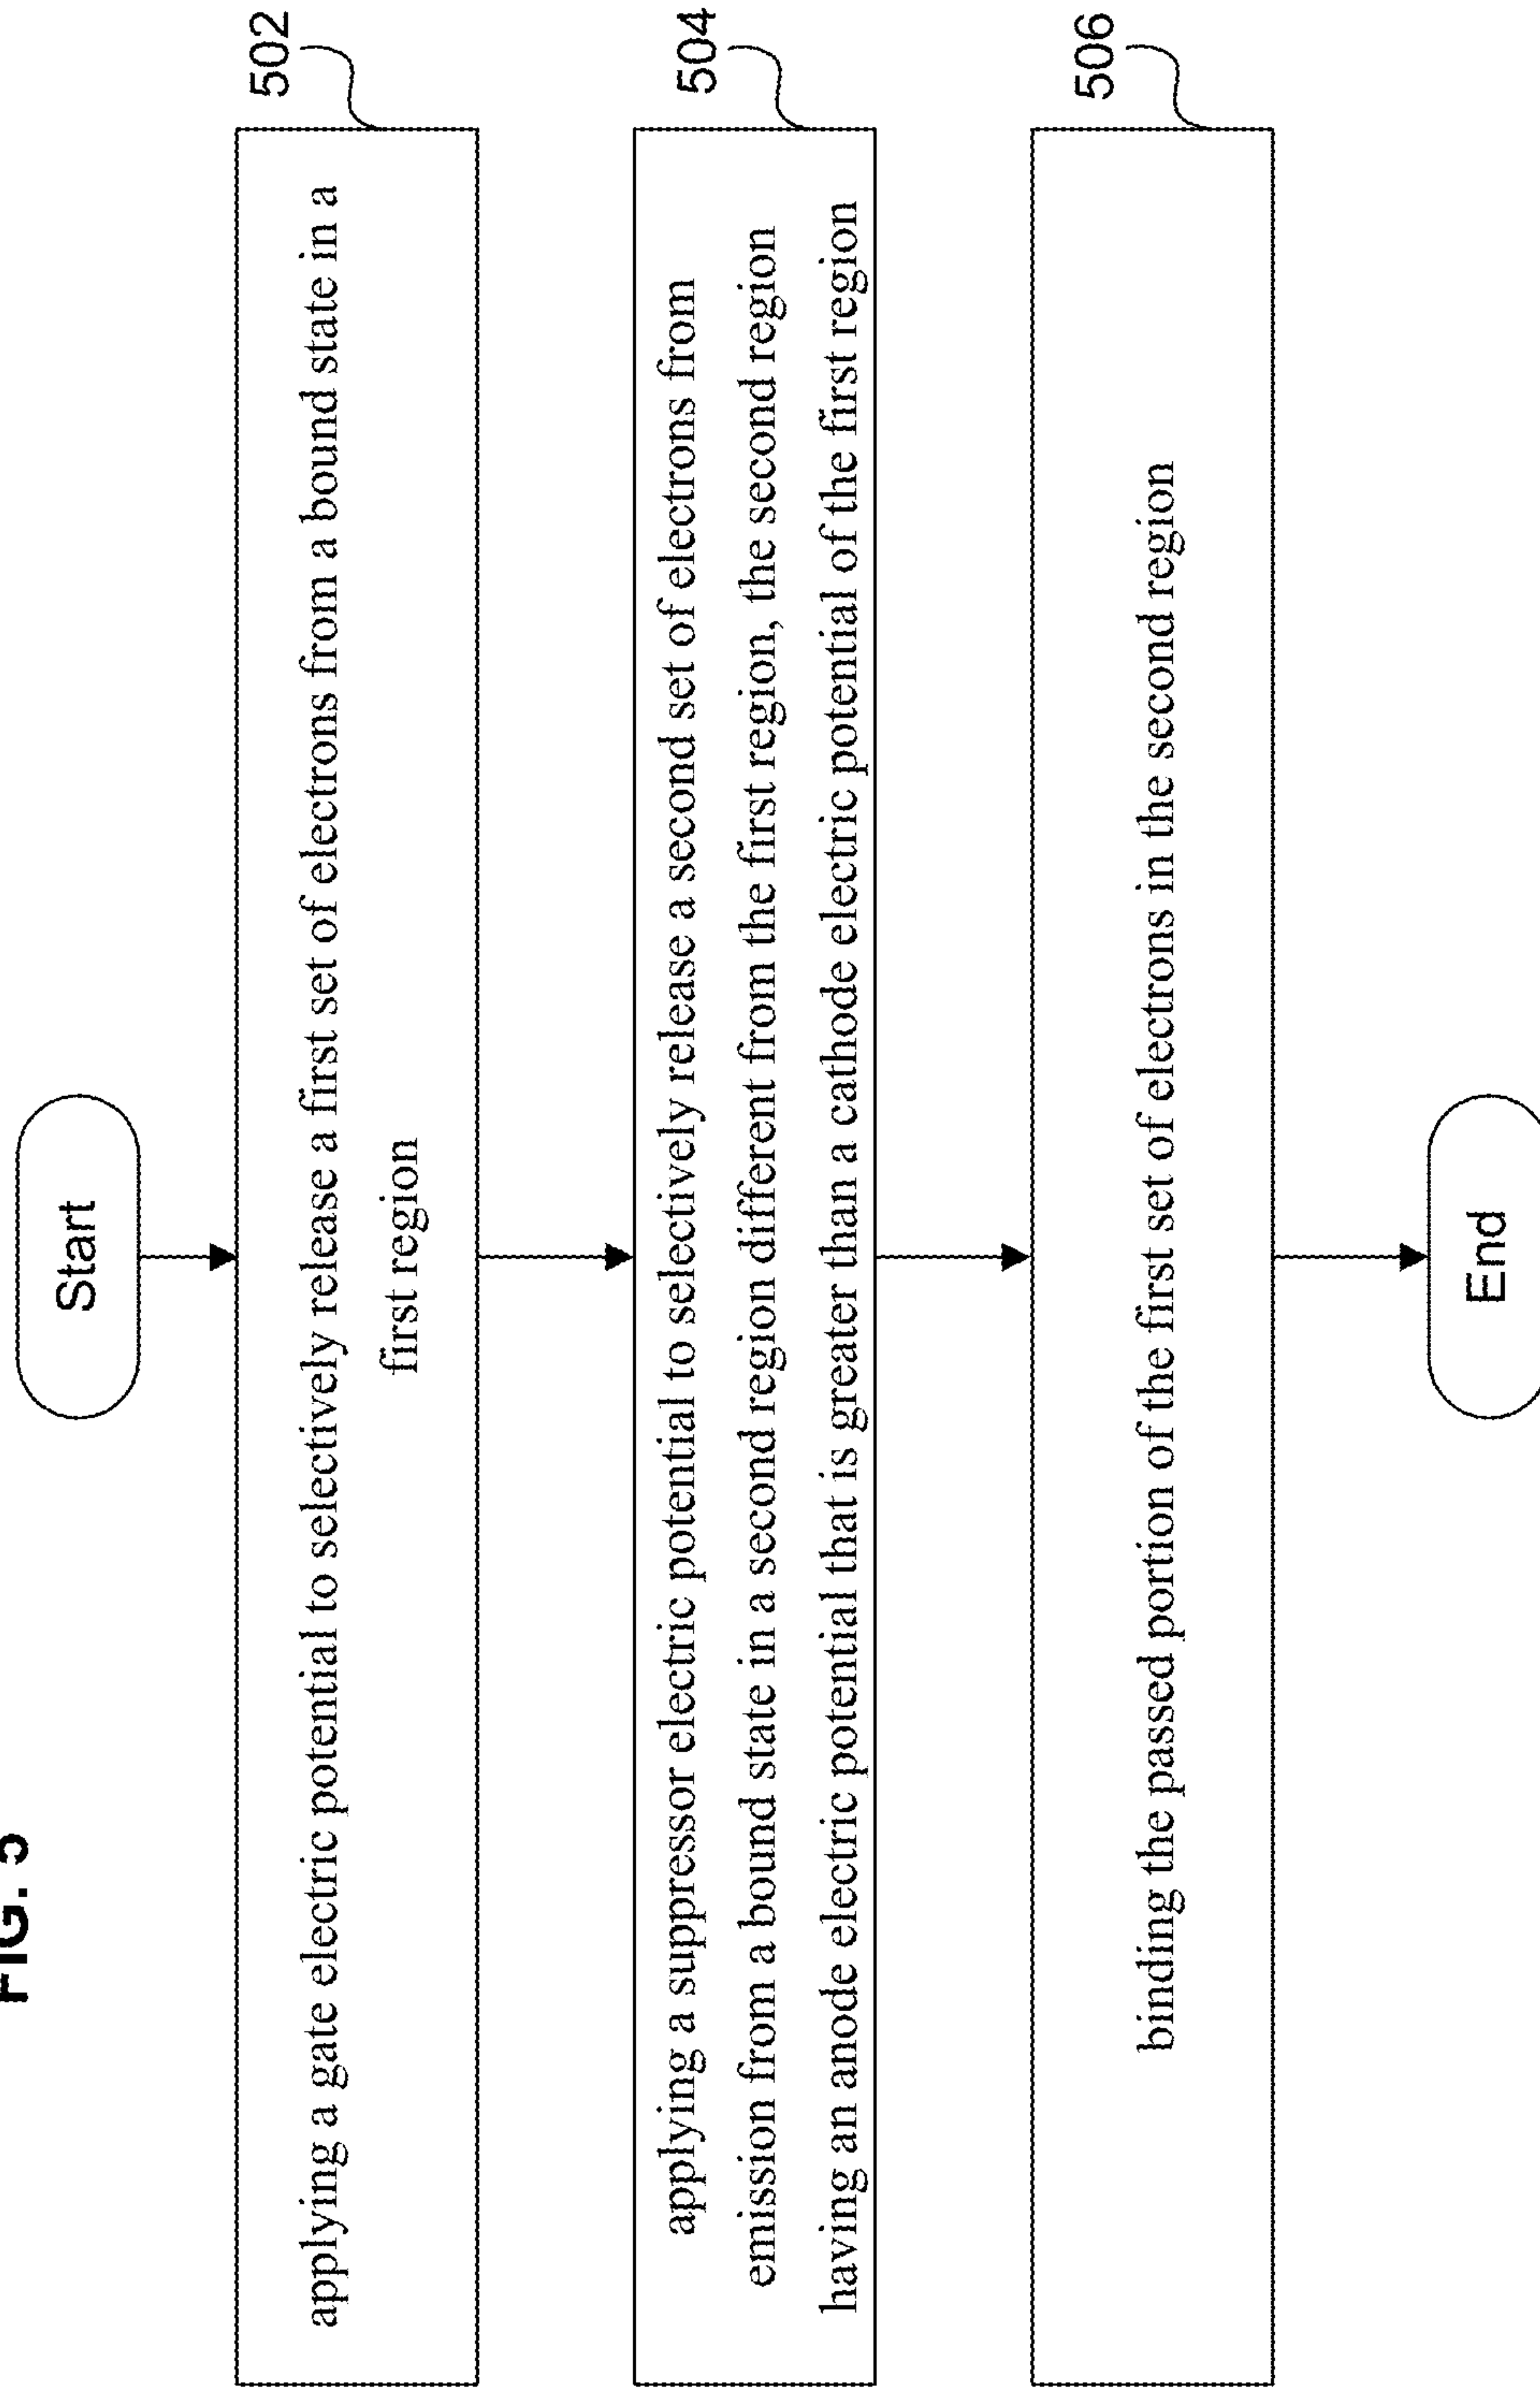 FIG. 5
Start
502
applying a gate electric potential to selectively release a first set of electrons from a bound state in a
first region
504
applying a suppressor electric potential to selectively release a second set of electrons from
emission from a bound state in a second region different from the first region, the second region
having an anode electric potential that is greater than a cathode electric potential of the first region
506
binding the passed portion of the first set of electrons in the second region
End